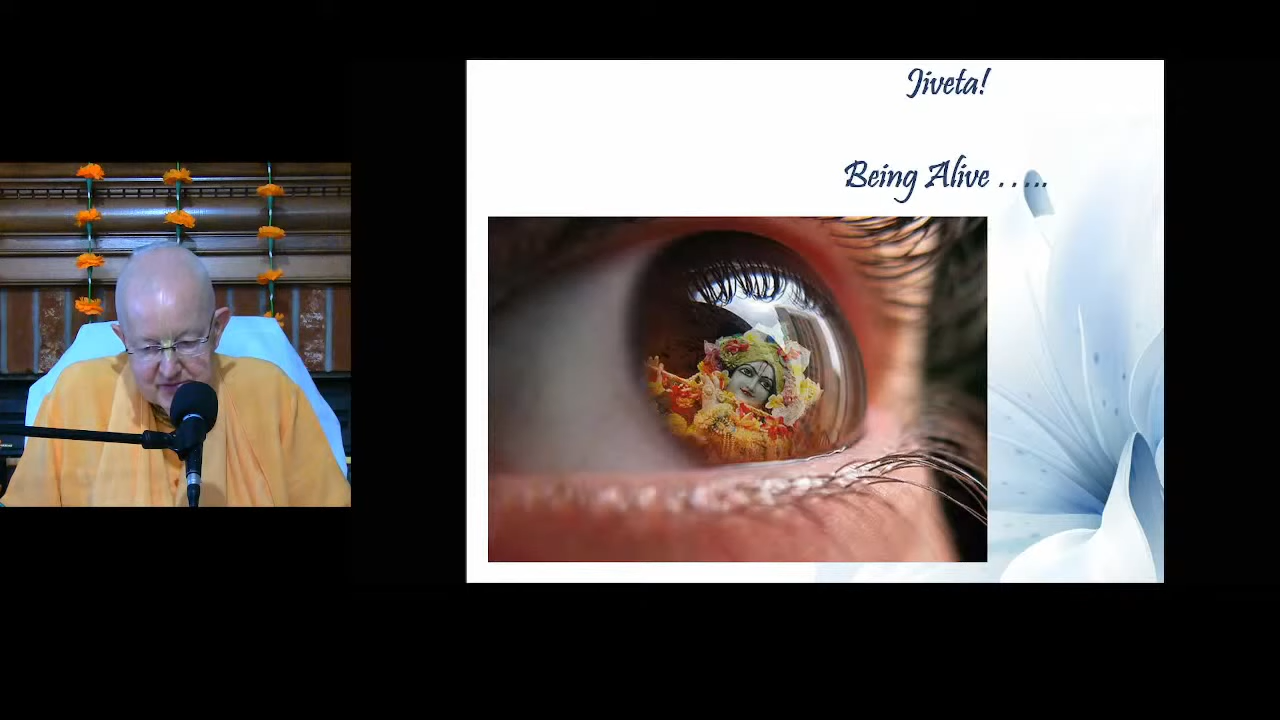 Jiveta!
Being Alive . . . . .